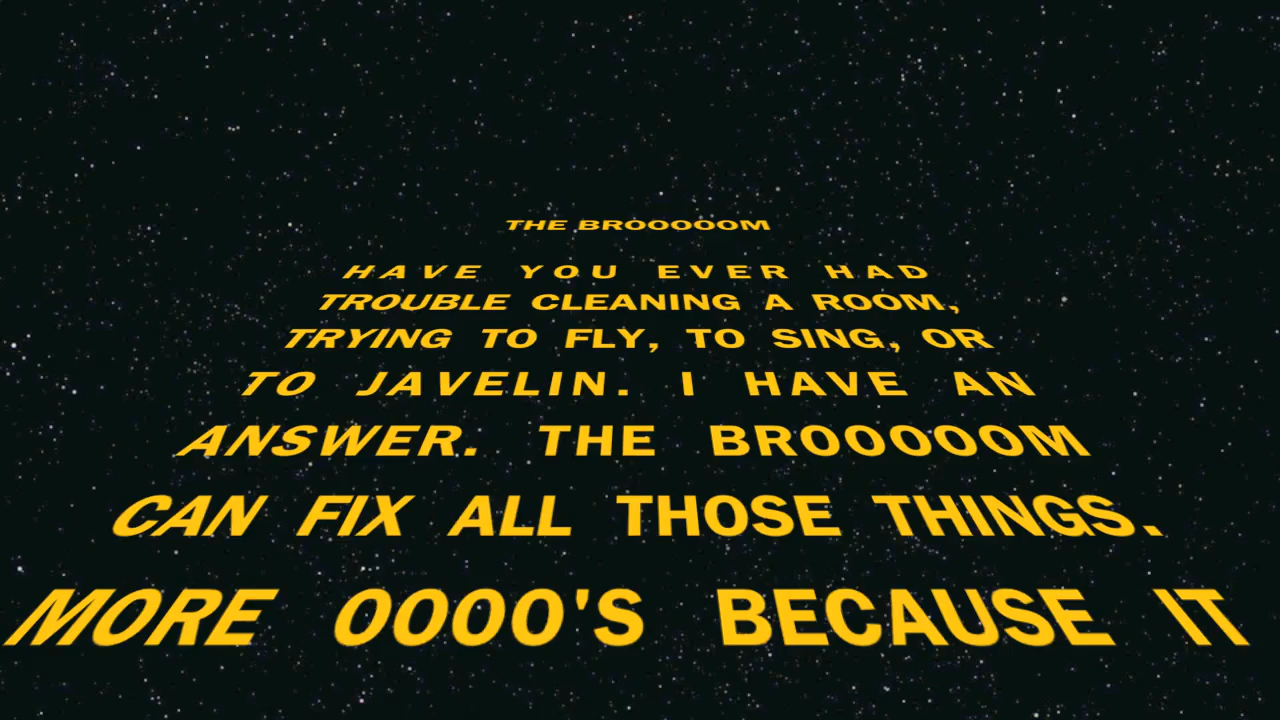 THE BROOOOOM
HAVE YOU EVER HAD
TROUBLE CLEANING A ROOM,
TRYING TO FLY, TO SING, OR
TO JAVELIN. I HAVE AN
ANSWER. THE BROOOOOM
CAN FIX ALL THOSE THINGS.
MORE OOOO'S BECAUSE IT